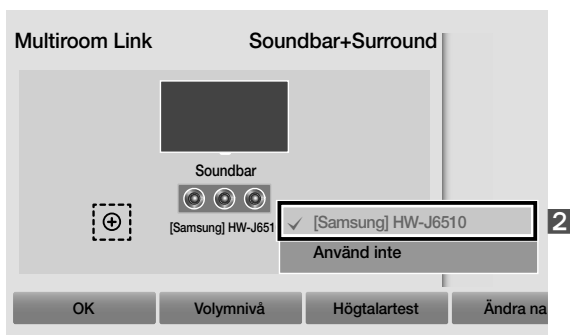 Multiroom Link Soundbar+Surround
Soundbar
[Samsung] HW-J651
[Samsung] HW-J6510
2
Använd inte
OK Volymnivå Högtalartest Ändra na